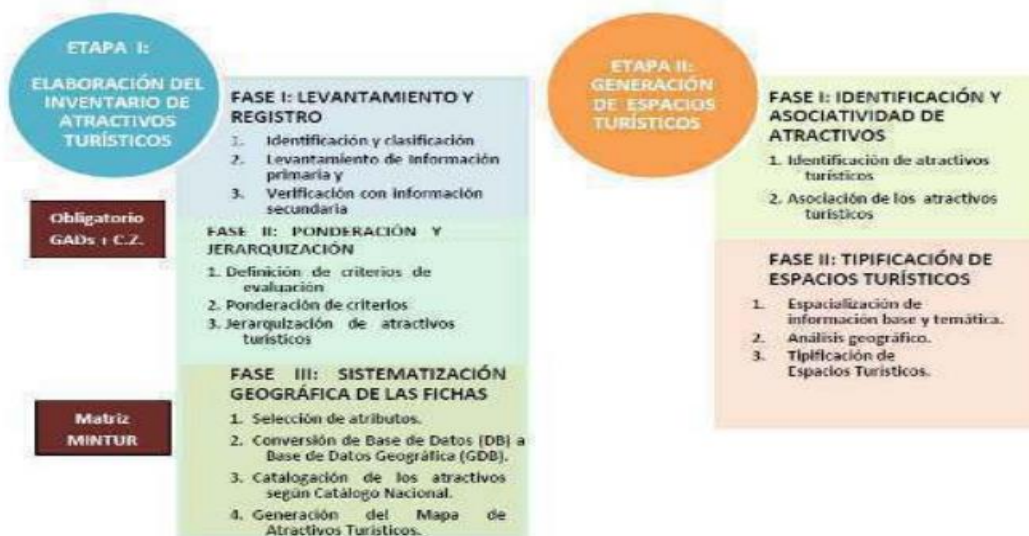 ETAPA I:
ELABORACIÓN DEL
INVENTARIO DE
ATRACTIVOS
TURÍSTICOS
FASE I: LEVANTAMIENTO Y
REGISTRO
1. Identificación y clasificación
2. Levantamiento de Información
primaria y
3. Verificación con información
secundaria
Obligatorio
GADs + C.Z.
FASE II: PONDERACIÓN Y
JERARQUIZACIÓN
1. Definición de criterios de
evaluación
2. Ponderación de criterios
3. Jerarquización de atractivos
turísticos
FASE III: SISTEMATIZACIÓN
GEOGRÁFICA DE LAS FICHAS
1. Selección de atributos.
2. Conversión de Base de Datos (DB) a
Base de Datos Geográfica (GDB).
3. Catalogación de los atractivos
según Catálogo Nacional.
4. Generación del Mapa de
Atractivos Turísticos.
Matriz
MINTUR
ETAPA II:
GENERACIÓN
DE ESPACIOS
TURÍSTICOS
FASE I: IDENTIFICACIÓN Y
ASOCIATIVIDAD DE
ATRACTIVOS
1. Identificación de atractivos
turísticos
2. Asociación de los atractivos
turísticos
FASE II: TIPIFICACIÓN DE
ESPACIOS TURÍSTICOS
1. Espacialización de
información base y temática.
2. Análisis geográfico.
3. Tipificación de
Espacios Turísticos.